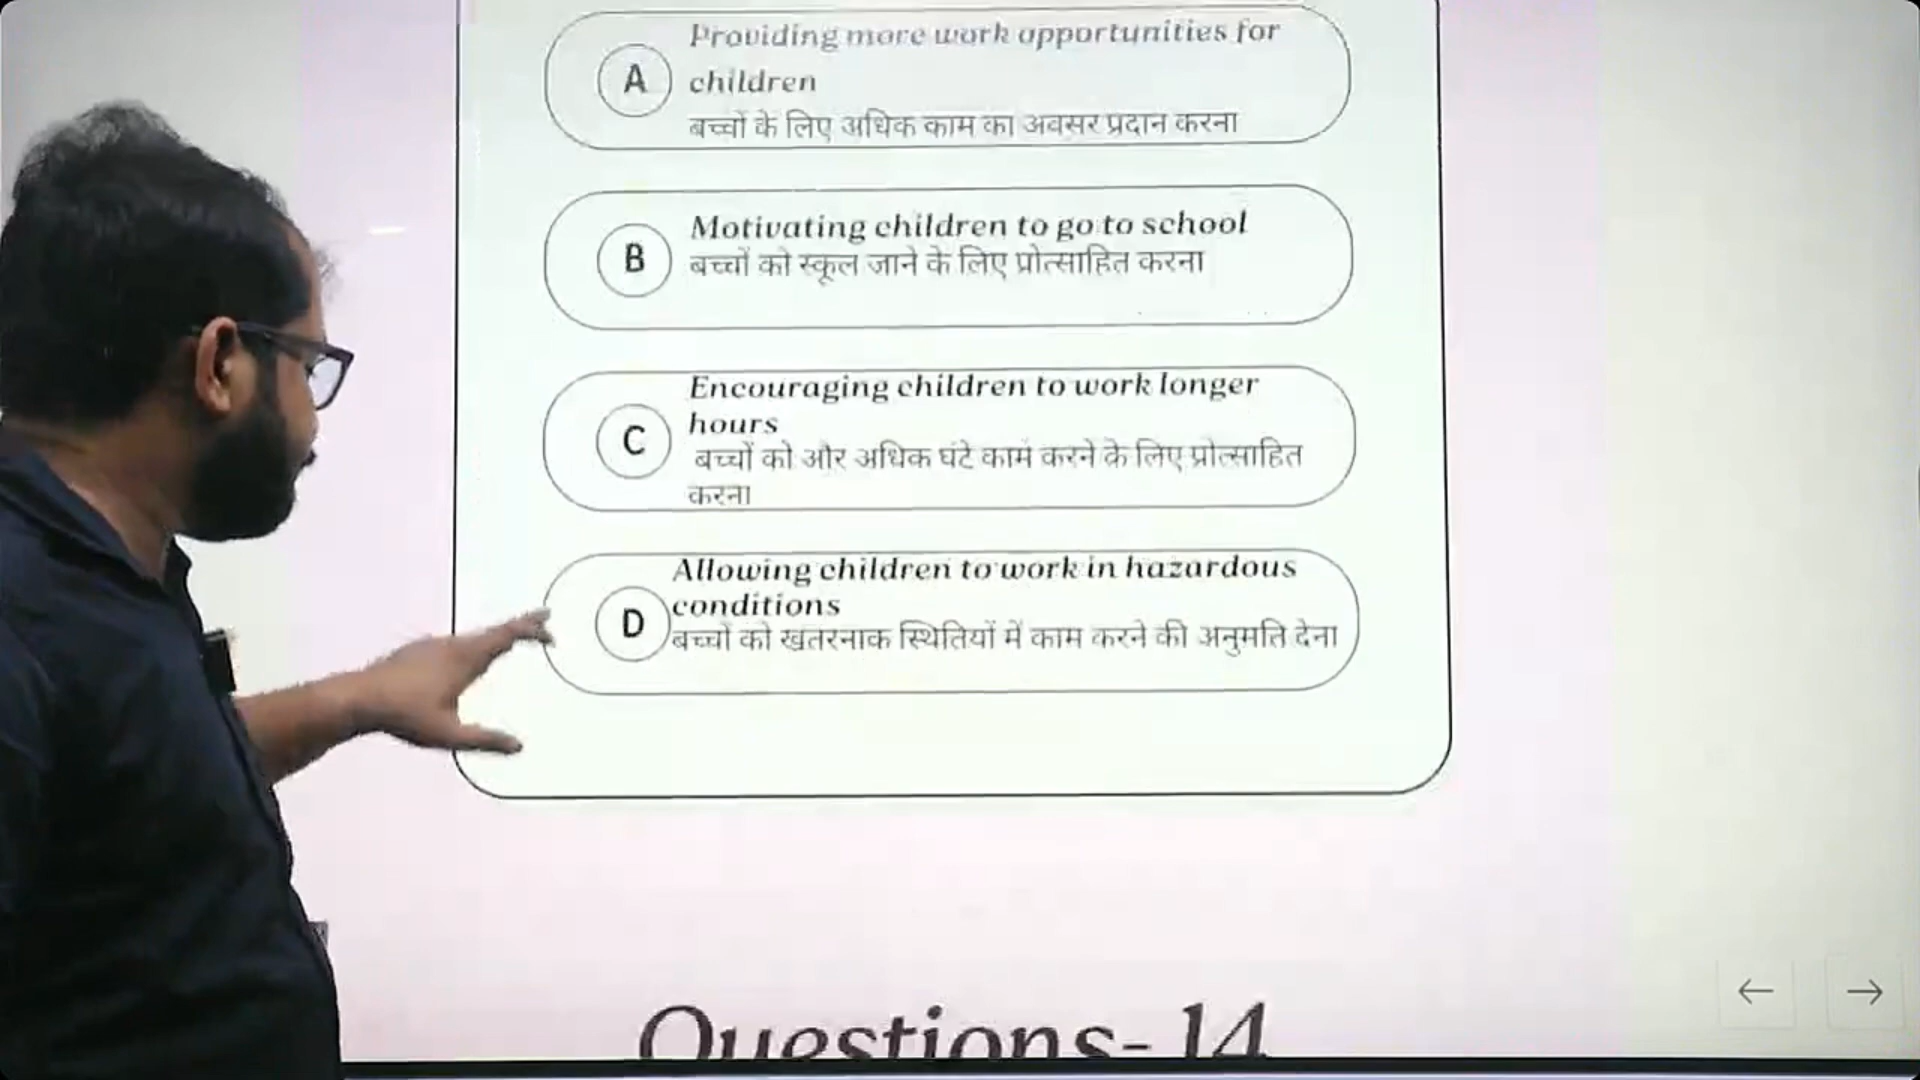 Providing more work opportunities for
children
बच्चों के लिए अधिक काम का अवसर प्रदान करना
A
Motivating children to go to school
बच्चों को स्कूल जाने के लिए प्रोत्साहित करना
B
Encouraging children to work longer
hours
बच्चों को और अधिक घंटे काम करने के लिए प्रोत्साहित
करना
C
Allowing children to work in hazardous
conditions
बच्चों को खतरनाक स्थितियों में काम करने की अनुमति देना
D
Questions-14